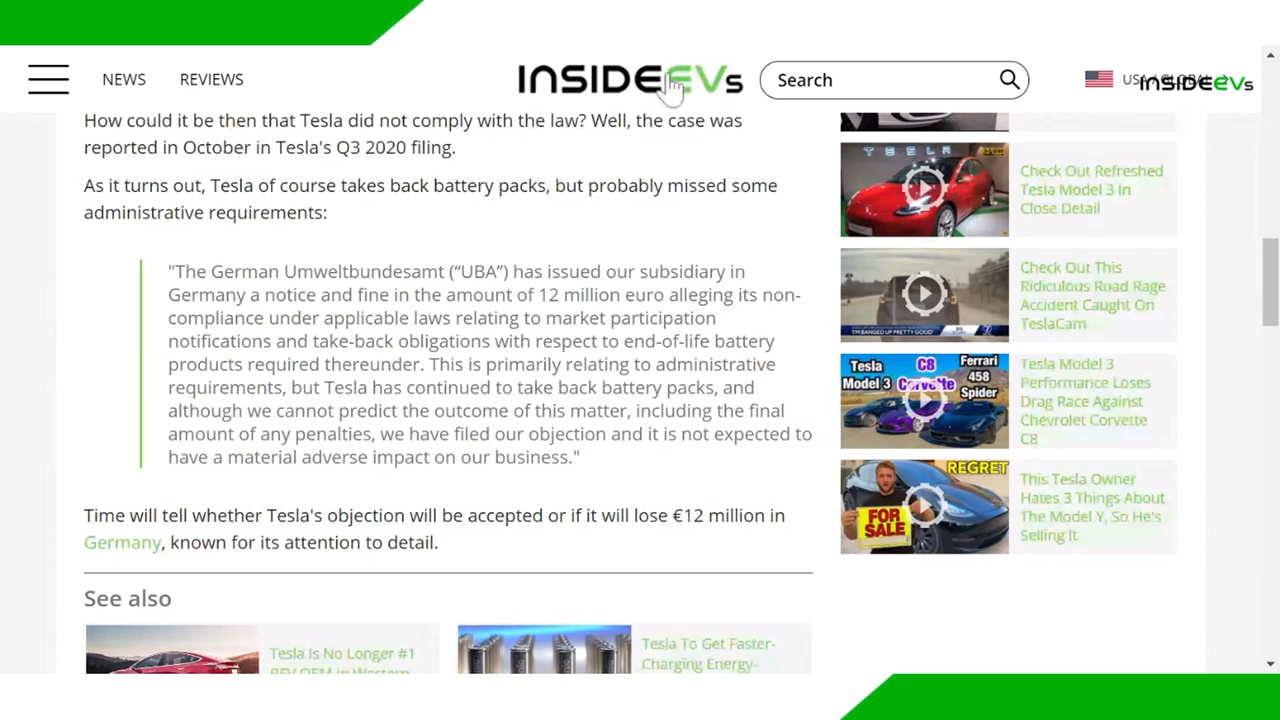 NEWS
REVIEWS
INSIDEEVs
Search
USA / GLOBAL
INSIDEEVs
How could it be then that Tesla did not comply with the law? Well, the case was
reported in October in Tesla's Q3 2020 filing.
As it turns out, Tesla of course takes back battery packs, but probably missed some
administrative requirements:
"The German Umweltbundesamt (“UBA”) has issued our subsidiary in
Germany a notice and fine in the amount of 12 million euro alleging its non-
compliance under applicable laws relating to market participation
notifications and take-back obligations with respect to end-of-life battery
products required thereunder. This is primarily relating to administrative
requirements, but Tesla has continued to take back battery packs, and
although we cannot predict the outcome of this matter, including the final
amount of any penalties, we have filed our objection and it is not expected to
have a material adverse impact on our business."
Time will tell whether Tesla's objection will be accepted or if it will lose €12 million in
Germany, known for its attention to detail.
See also
Tesla Is No Longer #1
BEV OEM in Western
Tesla To Get Faster-
Charging Energy-
T E S L A
Check Out Refreshed
Tesla Model 3 In
Close Detail
"I'M BANGED UP PRETTY GOOD"
Check Out This
Ridiculous Road Rage
Accident Caught On
TeslaCam
Tesla
Model 3
C8
Corvette
Ferrari
458
Spider
Tesla Model 3
Performance Loses
Drag Race Against
Chevrolet Corvette
C8
REGRET
FOR
SALE
This Tesla Owner
Hates 3 Things About
The Model Y, So He's
Selling It